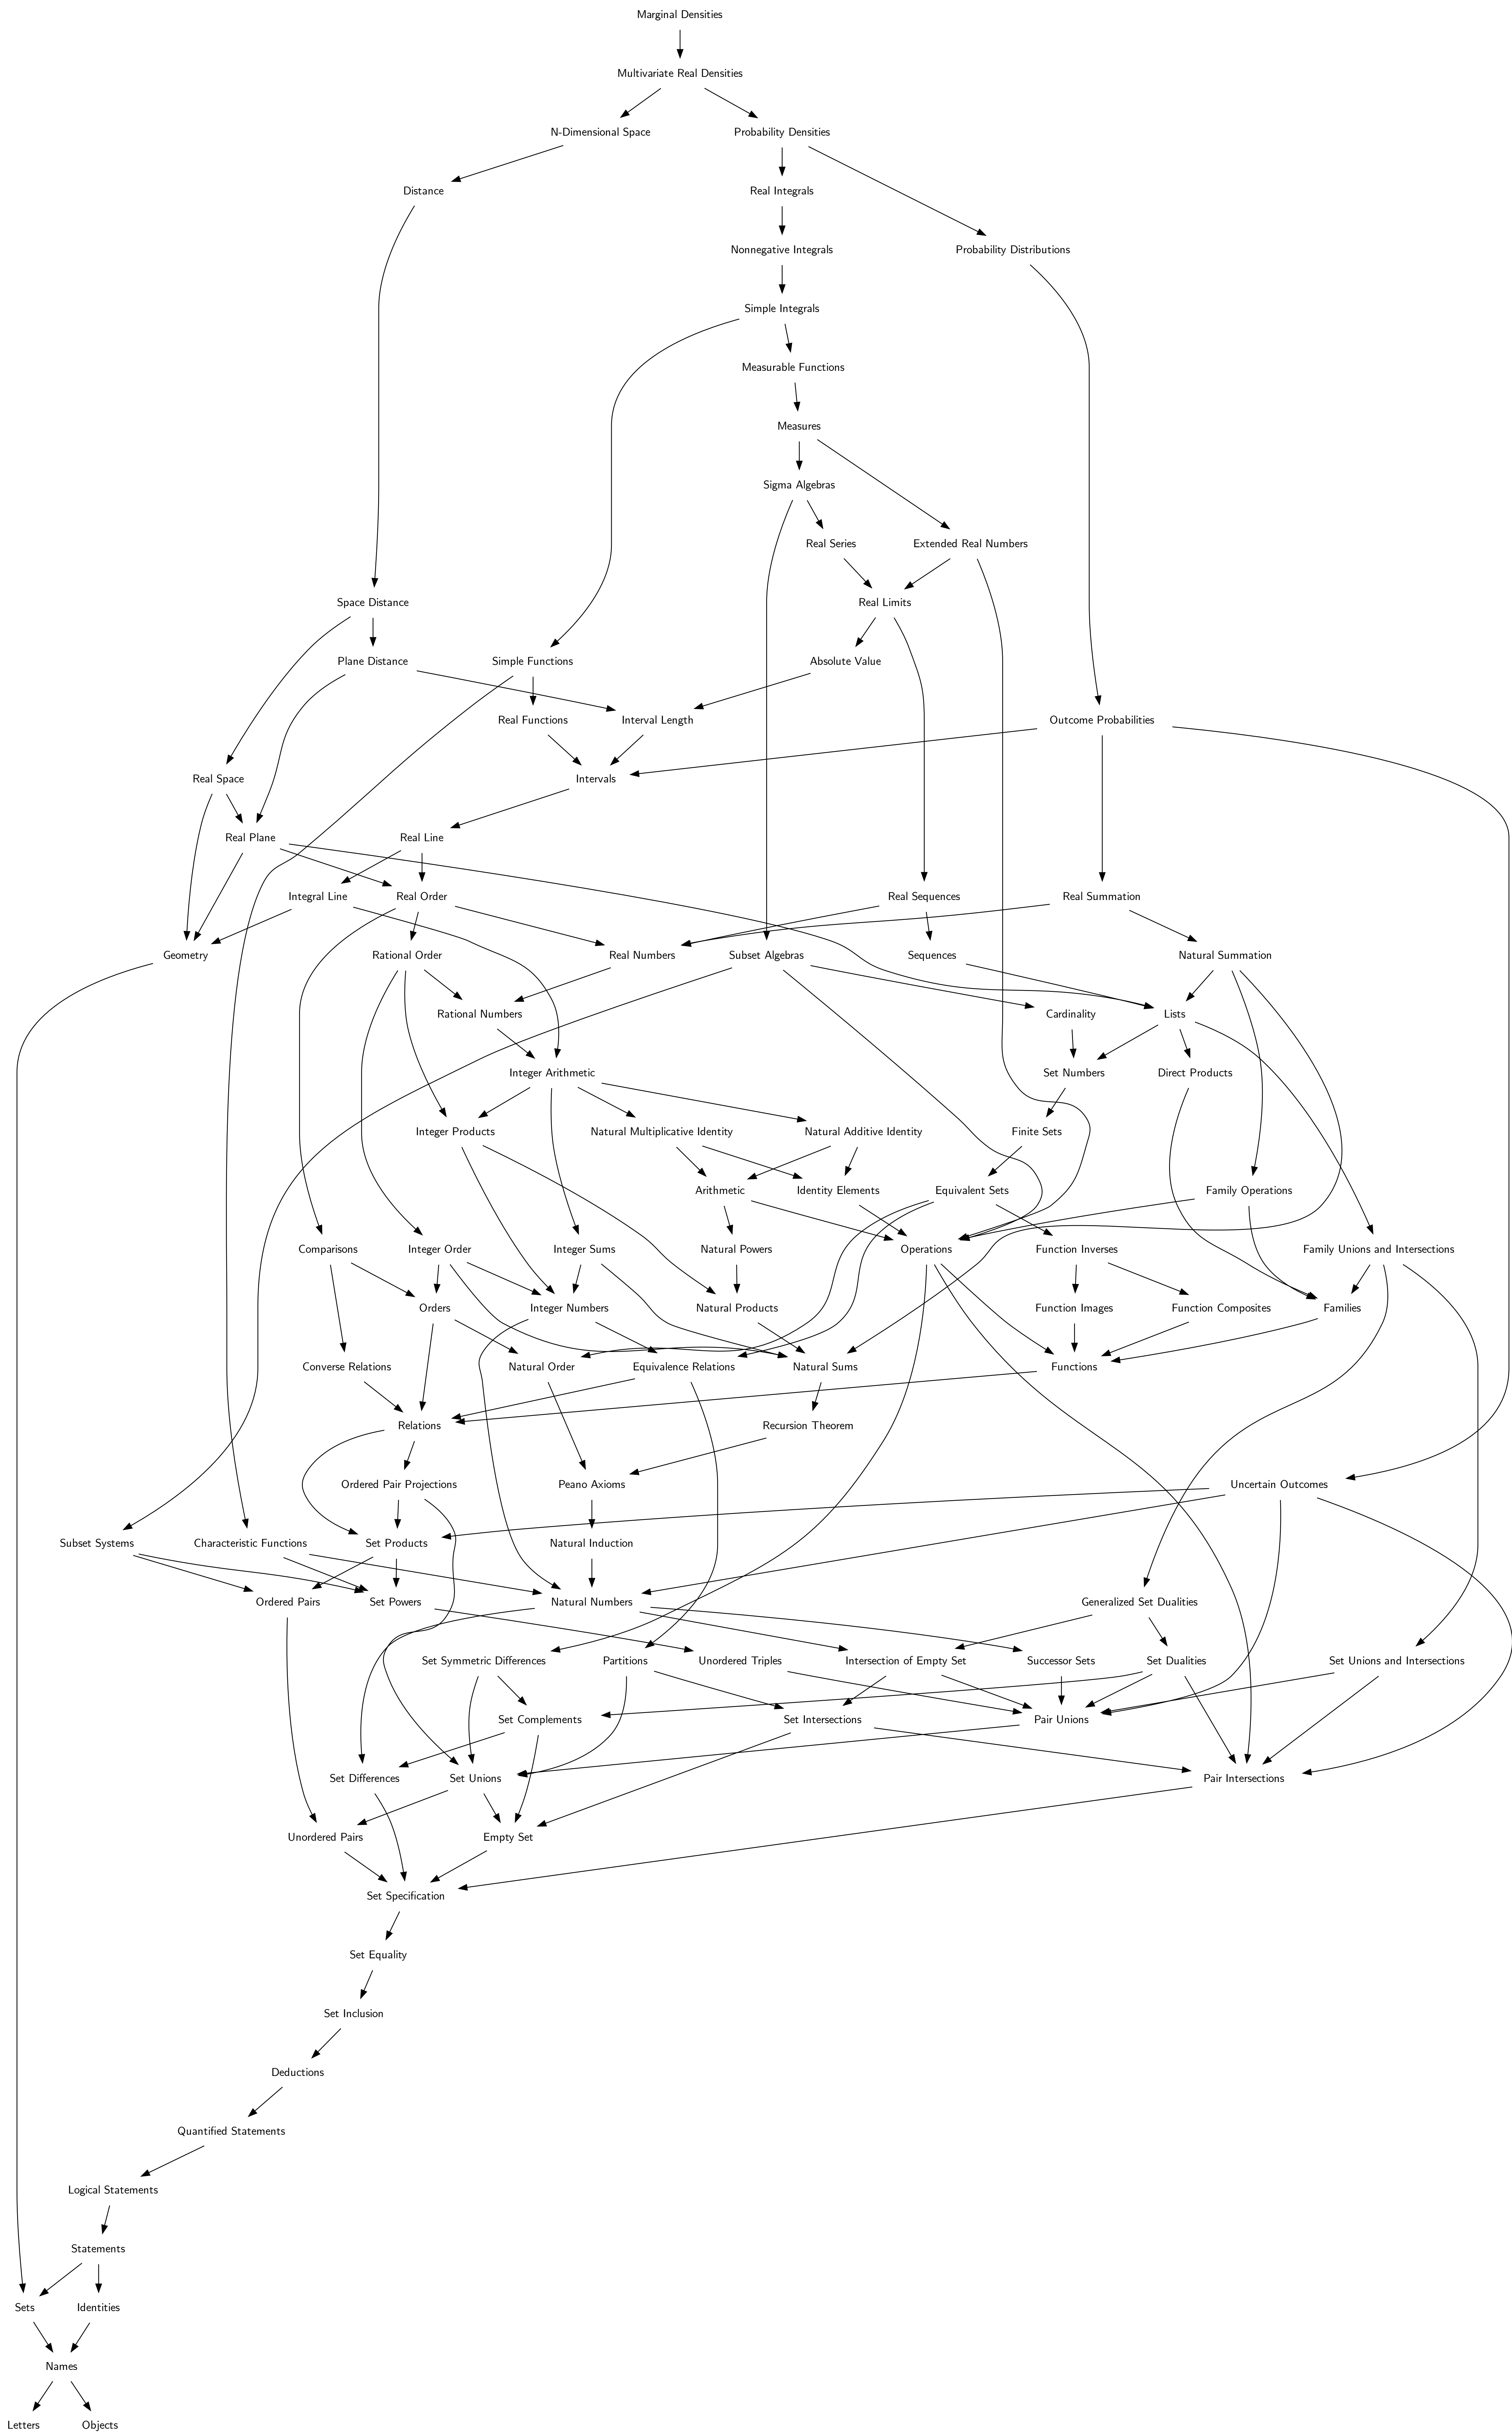 Marginal Densities
Multivariate Real Densities
N-Dimensional Space
Probability Densities
Distance
Real Integrals
Nonnegative Integrals
Probability Distributions
Simple Integrals
Measurable Functions
Measures
Sigma Algebras
Real Series
Extended Real Numbers
Space Distance
Real Limits
Plane Distance
Simple Functions
Absolute Value
Real Functions
Interval Length
Outcome Probabilities
Real Space
Intervals
Real Plane
Real Line
Integral Line
Real Order
Real Sequences
Real Summation
Geometry
Rational Order
Real Numbers
Subset Algebras
Sequences
Natural Summation
Rational Numbers
Cardinality
Lists
Integer Arithmetic
Set Numbers
Direct Products
Integer Products
Natural Multiplicative Identity
Natural Additive Identity
Finite Sets
Arithmetic
Identity Elements
Equivalent Sets
Family Operations
Comparisons
Integer Order
Integer Sums
Natural Powers
Operations
Function Inverses
Family Unions and Intersections
Orders
Integer Numbers
Natural Products
Function Images
Function Composites
Families
Converse Relations
Natural Order
Equivalence Relations
Natural Sums
Functions
Relations
Recursion Theorem
Ordered Pair Projections
Peano Axioms
Uncertain Outcomes
Subset Systems
Characteristic Functions
Set Products
Natural Induction
Ordered Pairs
Set Powers
Natural Numbers
Generalized Set Dualities
Set Symmetric Differences
Partitions
Unordered Triples
Intersection of Empty Set
Successor Sets
Set Dualities
Set Unions and Intersections
Set Complements
Set Intersections
Pair Unions
Set Differences
Set Unions
Pair Intersections
Unordered Pairs
Empty Set
Set Specification
Set Equality
Set Inclusion
Deductions
Quantified Statements
Logical Statements
Statements
Sets
Identities
Names
Letters
Objects